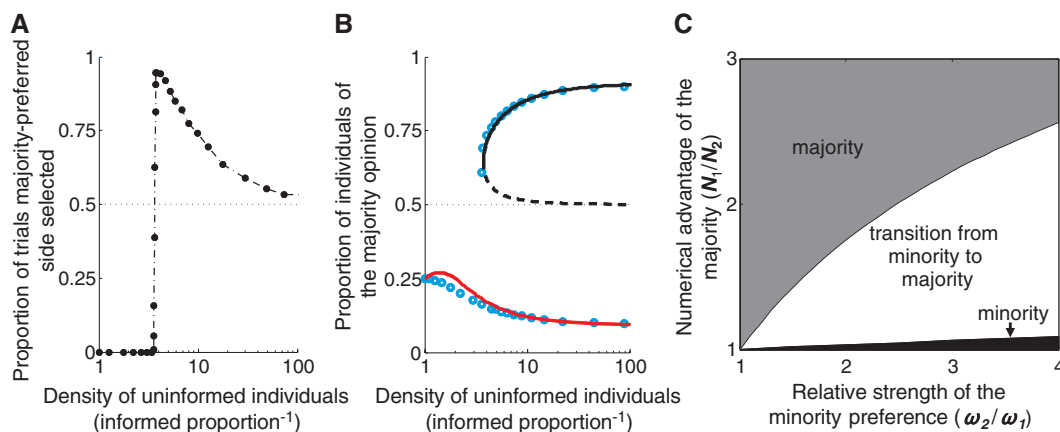 A
Proportion of trials majority-preferred
side selected
1
0.75
0.5
0.25
0
1
10
100
Density of uninformed individuals
(informed proportion⁻¹)
B
Proportion of individuals of
the majority opinion
1
0.75
0.5
0.25
0
1
10
100
Density of uninformed individuals
(informed proportion⁻¹)
C
Numerical advantage of the
majority (N₁/N₂)
3
2
1
majority
transition from
minority to
majority
minority
1
2
3
4
Relative strength of the
minority preference (ω₂/ω₁)